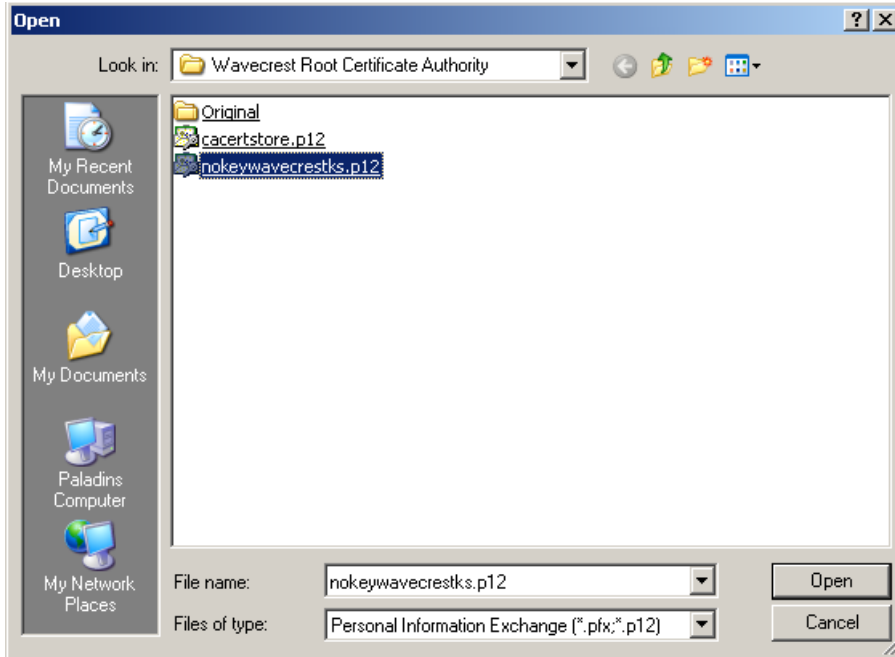 Open
Look in: Wavecrest Root Certificate Authority
Original
cacertstore.p12
nokeywavecrestks.p12
My Recent
Documents
Desktop
My Documents
Paladins
Computer
My Network
Places
File name: nokeywavecrestks.p12 Open
Files of type: Personal Information Exchange (*.pfx;*.p12) Cancel